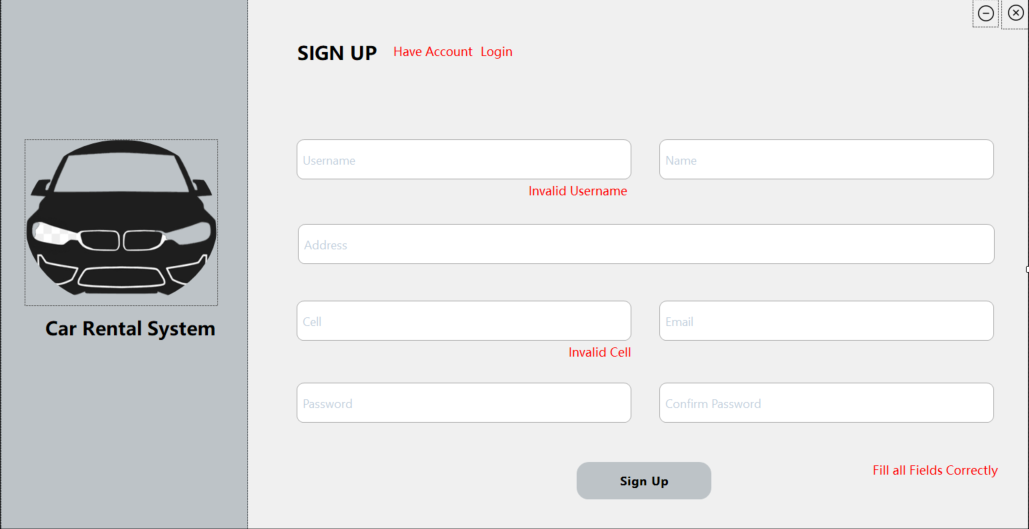 SIGN UP Have Account Login
Username Name
Invalid Username
Address
Car Rental System
Cell Email
Invalid Cell
Password Confirm Password
Sign Up
Fill all Fields Correctly